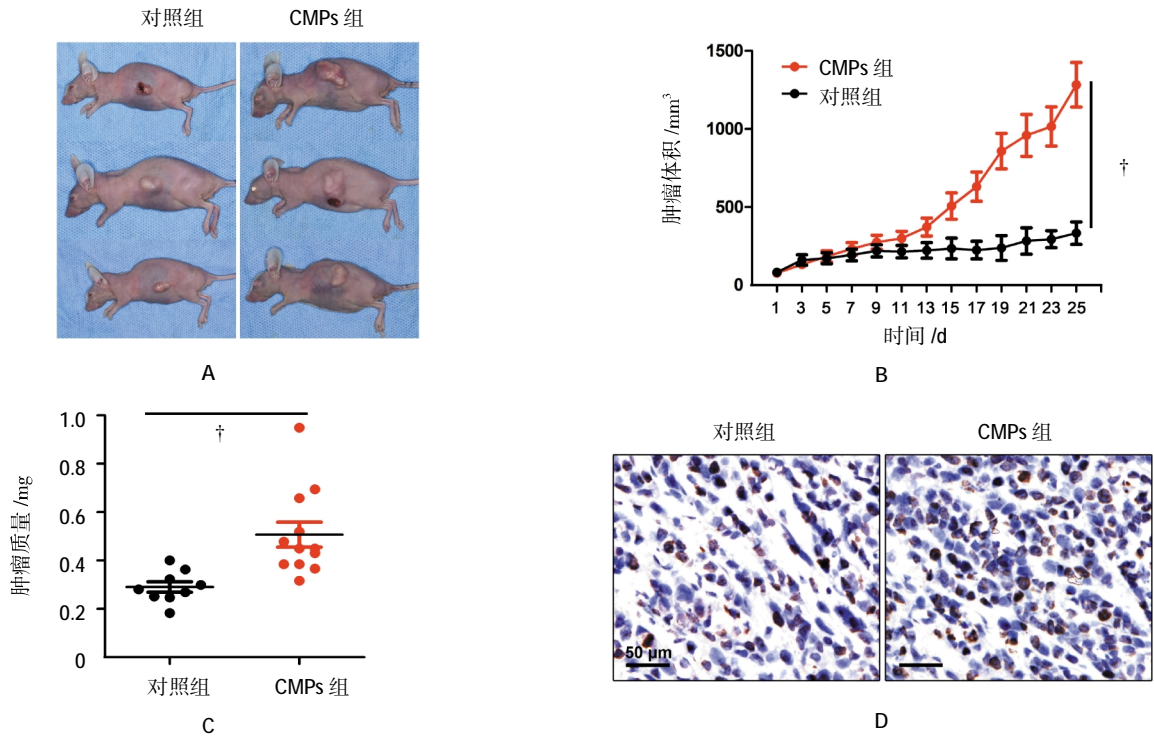 对照组 CMPs 组
A
1500
1000
500
0
肿瘤体积 /mm³
CMPs 组
对照组
†
1 3 5 7 9 11 13 15 17 19 21 23 25
时间 /d
B
1.0
0.8
0.6
0.4
0.2
0
肿瘤质量 /mg
†
对照组 CMPs 组
C
对照组 CMPs 组
50 μm
D